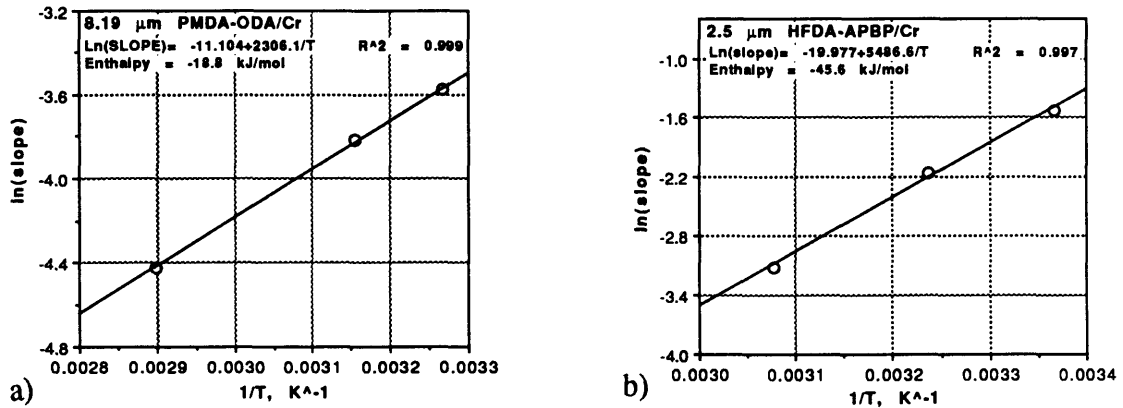 8.19 μm PMDA-ODA/Cr
Ln(SLOPE)= -11.104+2306.1/T R^2 = 0.999
Enthalpy = -18.8 kJ/mol
-3.2
-3.6
-4.0
-4.4
-4.8
ln(slope)
0.0028 0.0029 0.0030 0.0031 0.0032 0.0033
1/T, K^-1
a)
2.5 μm HFDA-APBP/Cr
Ln(slope)= -19.977+5486.6/T R^2 = 0.997
Enthalpy = -45.6 kJ/mol
-1.0
-1.6
-2.2
-2.8
-3.4
-4.0
ln(slope)
0.0030 0.0031 0.0032 0.0033 0.0034
1/T, K^-1
b)